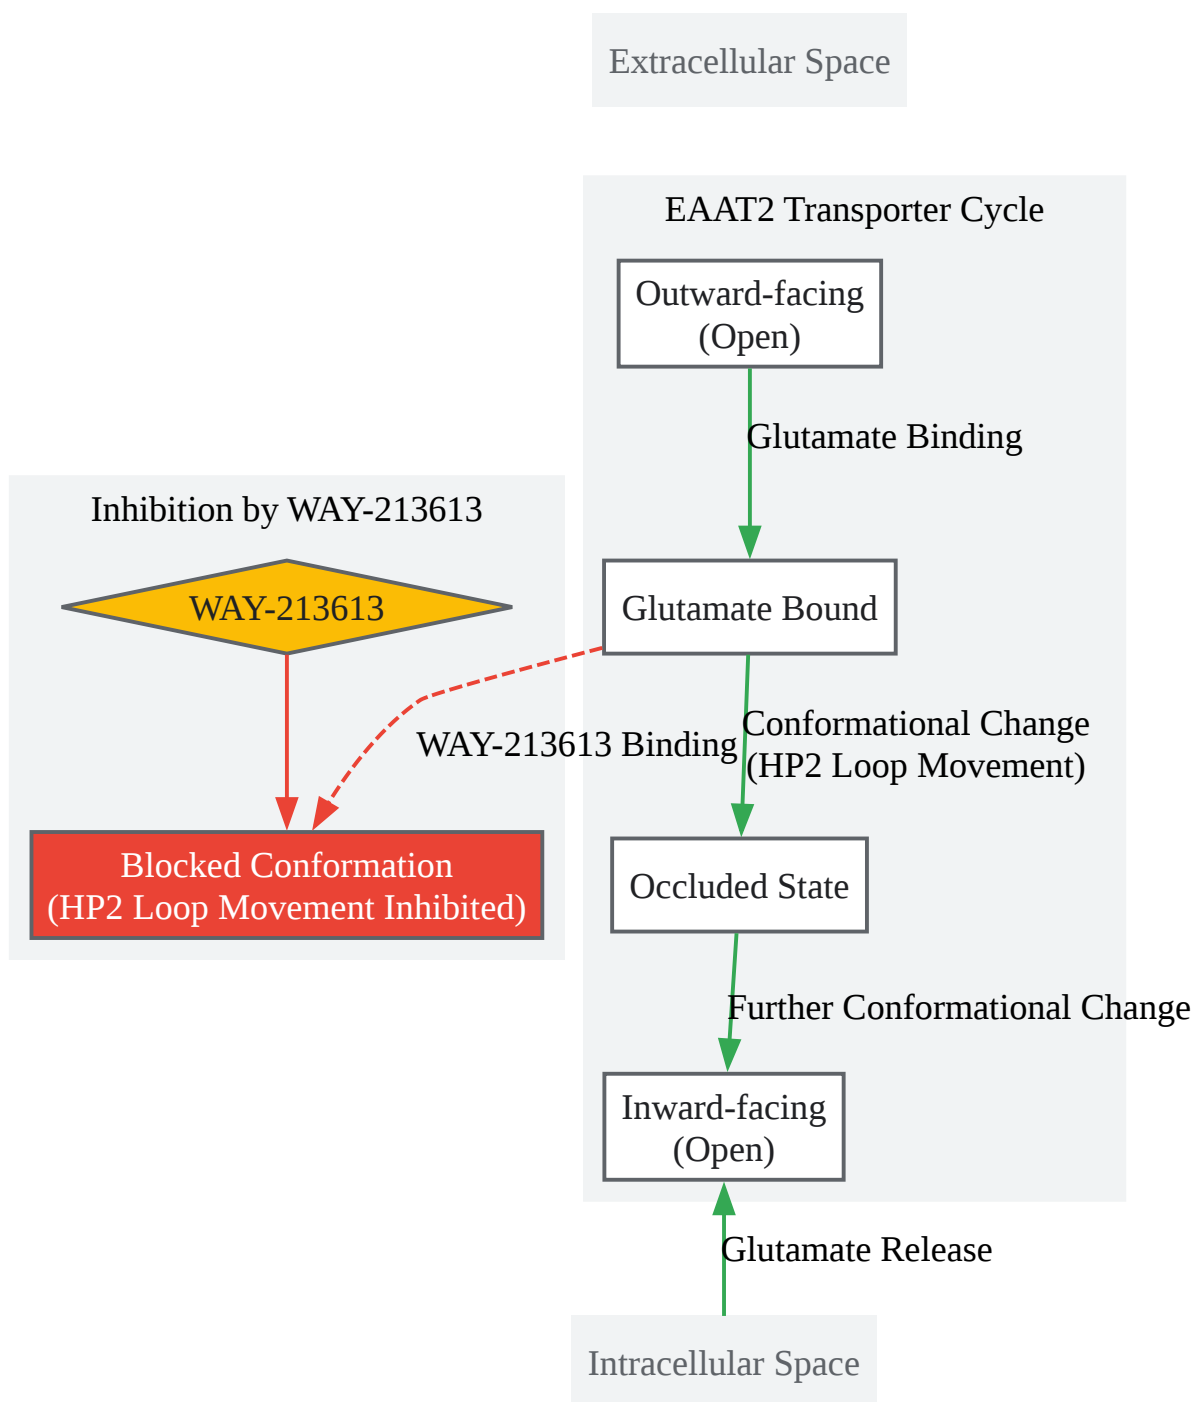 Extracellular Space
EAAT2 Transporter Cycle
Outward-facing
(Open)
Glutamate Binding
Inhibition by WAY-213613
WAY-213613
Glutamate Bound
WAY-213613 Binding
Conformational Change
(HP2 Loop Movement)
Blocked Conformation
(HP2 Loop Movement Inhibited)
Occluded State
Further Conformational Change
Inward-facing
(Open)
Glutamate Release
Intracellular Space